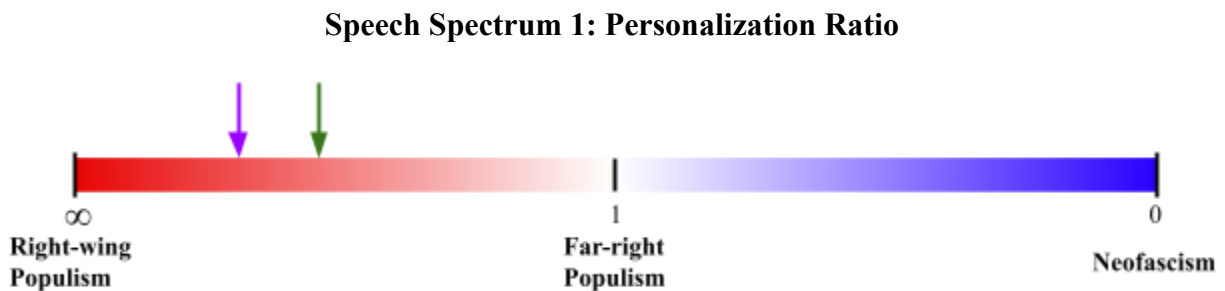 Speech Spectrum 1: Personalization Ratio
∞
1
0
Right-wing
Populism
Far-right
Populism
Neofascism